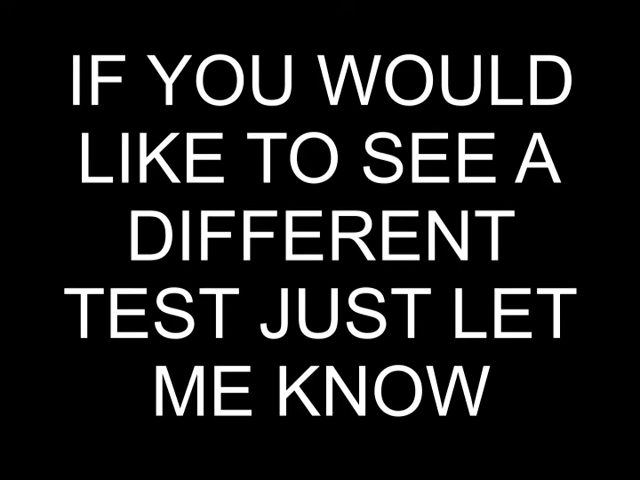 IF YOU WOULD
LIKE TO SEE A
DIFFERENT
TEST JUST LET
ME KNOW